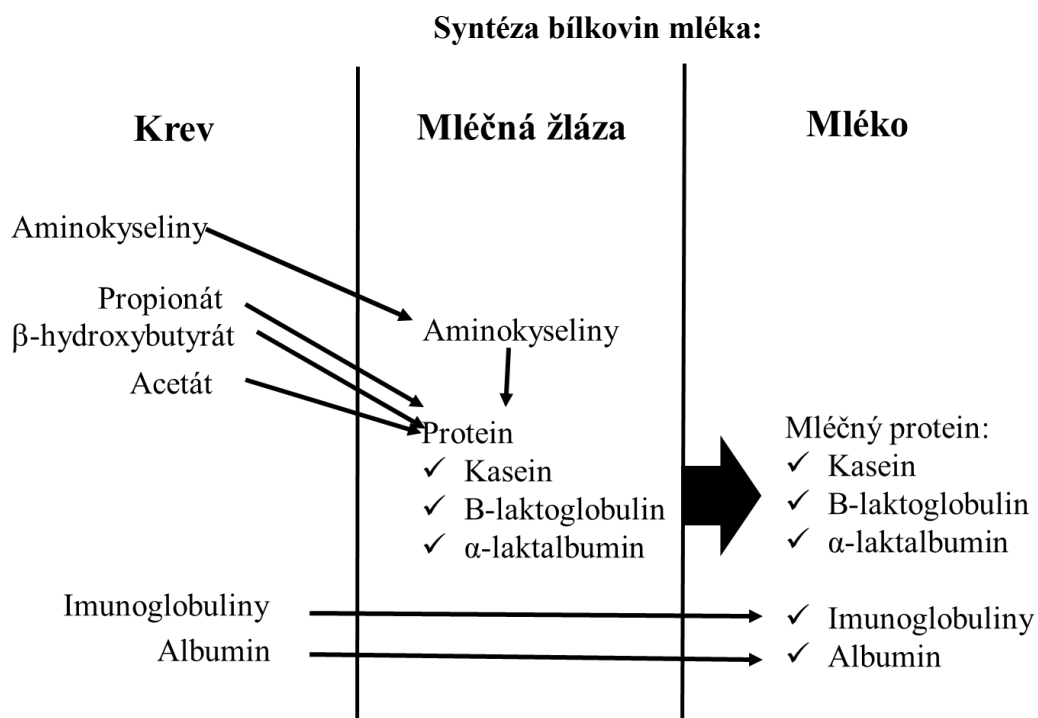 Syntéza bílkovin mléka:
Krev
Mléčná žláza
Mléko
Aminokyseliny
Propionát
β-hydroxybutyrát
Acetát
Aminokyseliny
Protein
✓ Kasein
✓ B-laktoglobulin
✓ α-laktalbumin
Mléčný protein:
✓ Kasein
✓ B-laktoglobulin
✓ α-laktalbumin
Imunoglobuliny
Albumin
✓ Imunoglobuliny
✓ Albumin